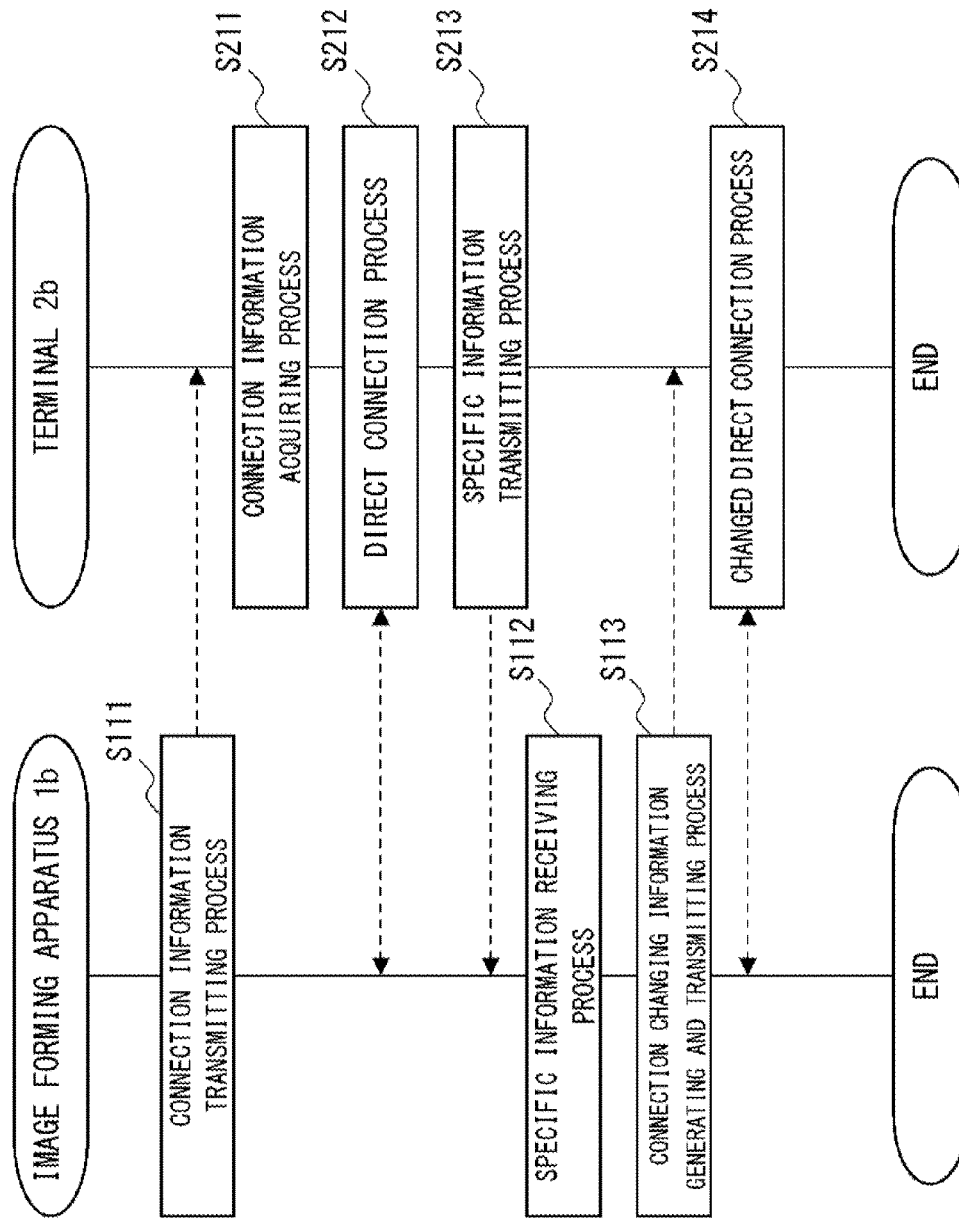 IMAGE FORMING APPARATUS 1b
TERMINAL 2b
S111
CONNECTION INFORMATION
TRANSMITTING PROCESS
S211
CONNECTION INFORMATION
ACQUIRING PROCESS
S212
DIRECT CONNECTION PROCESS
S213
SPECIFIC INFORMATION
TRANSMITTING PROCESS
S112
SPECIFIC INFORMATION RECEIVING
PROCESS
S113
CONNECTION CHANGING INFORMATION
GENERATING AND TRANSMITTING PROCESS
S214
CHANGED DIRECT CONNECTION PROCESS
END
END